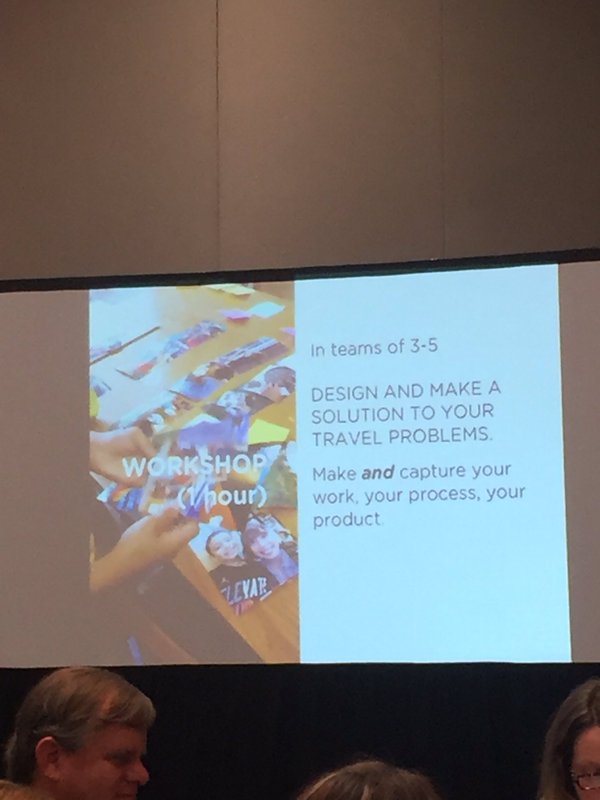 WORKSHOP
(1 hour)
In teams of 3-5
DESIGN AND MAKE A
SOLUTION TO YOUR
TRAVEL PROBLEMS.
Make and capture your
work, your process, your
product.